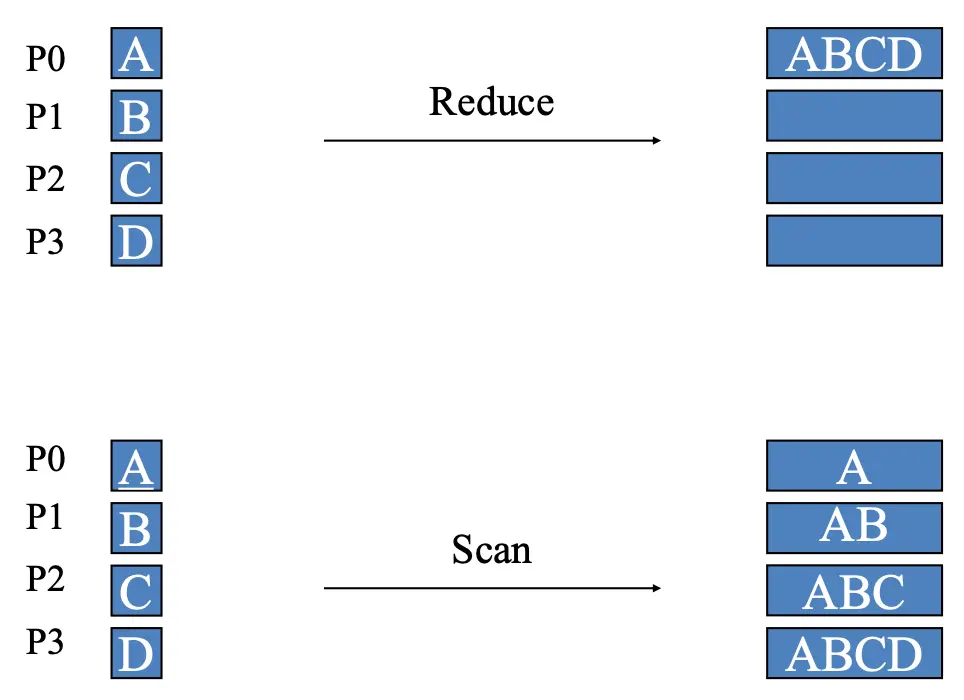 P0 A ABCD
Reduce
P1 B
P2 C
P3 D
P0 A A
P1 B AB
Scan
P2 C ABC
P3 D ABCD